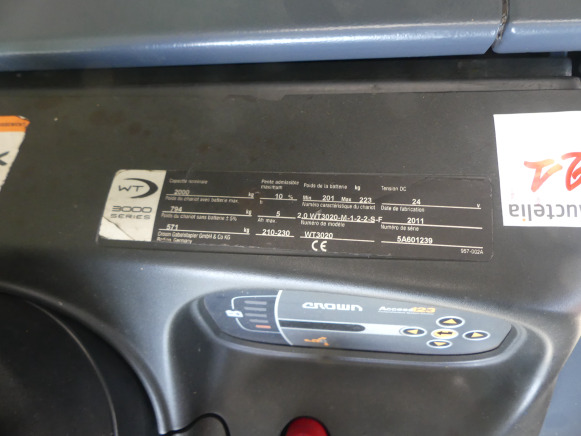 WT
3000
SERIES
Capacité nominale
2000 kg
Pente admissible maximum
10 %
Poids de la batterie kg
Min 201 Max 223
Tension DC
24 v
Poids du chariot avec batterie max.
794 kg
5
Numéro caractéristique du chariot
2.0 WT3020-M-1-2-2-S-F
Date de fabrication
2011
Poids du chariot sans batterie ± 5%
571 kg
Ah max.
210-230
Numéro de modèle
WT3020
Numéro de série
5A601239
Crown Gabelstapler GmbH & Co KG
Germany
CE
987-002A
uctelia
CROWN
Access 123